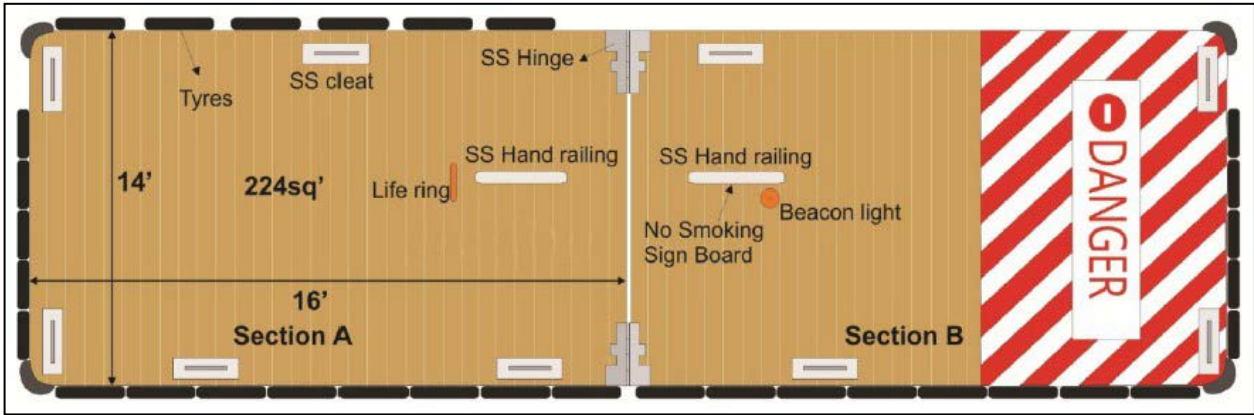 SS Hinge
SS cleat
Tyres
SS Hand railing
SS Hand railing
14’
224sq’
Life ring
Beacon light
No Smoking
Sign Board
DANGER
16’
Section A
Section B